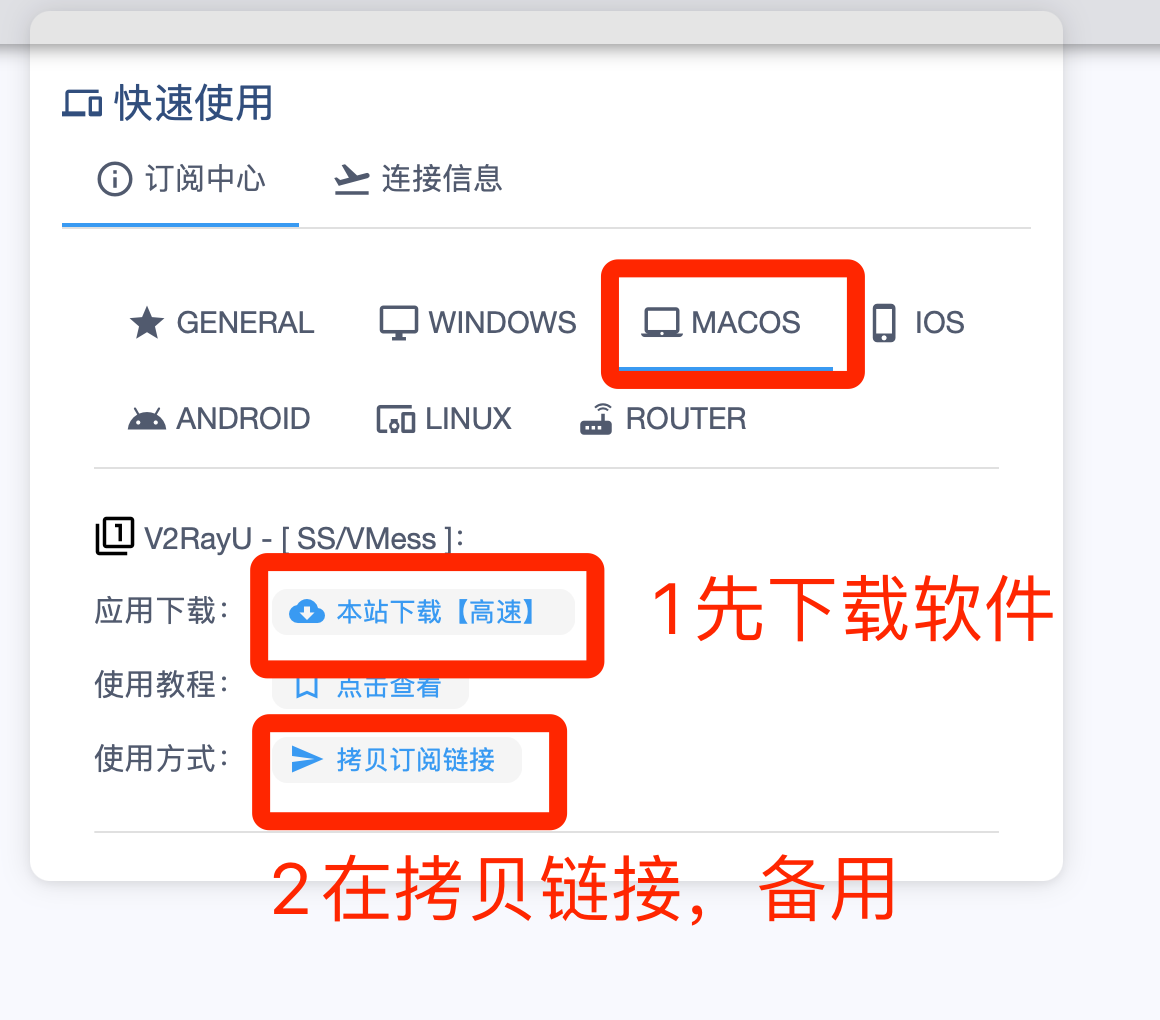 快速使用
订阅中心 连接信息
GENERAL WINDOWS MACOS IOS
ANDROID LINUX ROUTER
1 V2RayU - [ SS/VMess ]:
应用下载： 本站下载【高速】 1先下载软件
使用教程： 点击查看
使用方式： 拷贝订阅链接
2在拷贝链接，备用